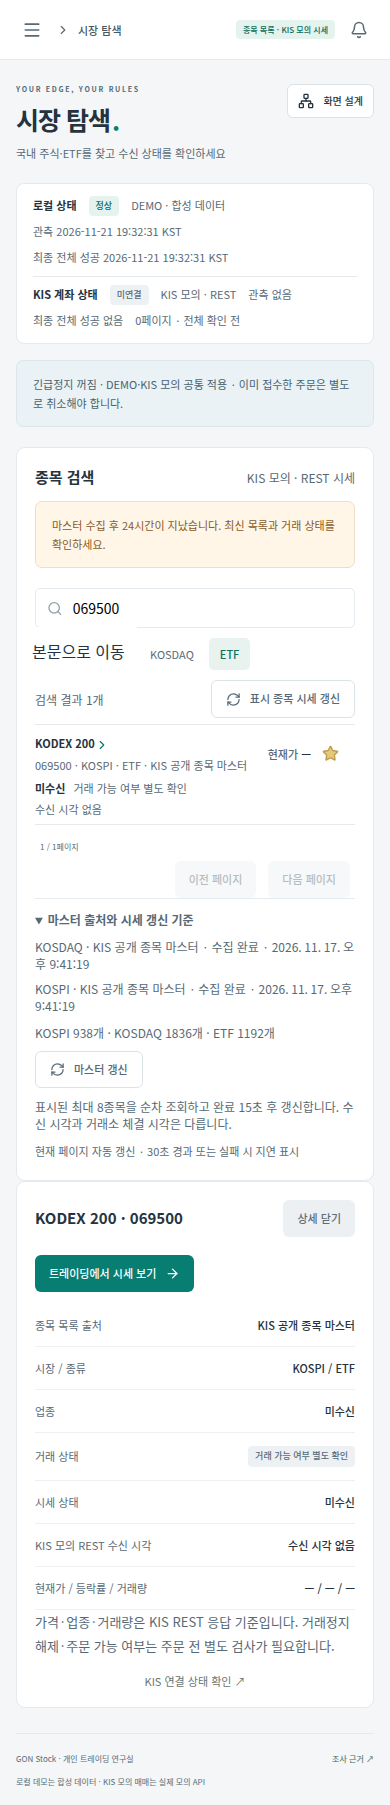 시장 탐색
종목 목록 · KIS 모의 시세
YOUR EDGE, YOUR RULES
시장 탐색.
화면 설계
국내 주식·ETF를 찾고 수신 상태를 확인하세요
로컬 상태 정상 DEMO · 합성 데이터
관측 2026-11-21 19:32:31 KST
최종 전체 성공 2026-11-21 19:32:31 KST
KIS 계좌 상태 미연결 KIS 모의 · REST 관측 없음
최종 전체 성공 없음 0페이지 · 전체 확인 전
긴급정지 꺼짐 · DEMO·KIS 모의 공통 적용 · 이미 접수한 주문은 별도
로 취소해야 합니다.
종목 검색
KIS 모의 · REST 시세
마스터 수집 후 24시간이 지났습니다. 최신 목록과 거래 상태를
확인하세요.
069500
본문으로 이동 KOSDAQ ETF
검색 결과 1개
표시 종목 시세 갱신
KODEX 200
069500 · KOSPI · ETF · KIS 공개 종목 마스터
현재가 —
미수신 거래 가능 여부 별도 확인
수신 시각 없음
1 / 1페이지
이전 페이지 다음 페이지
▼ 마스터 출처와 시세 갱신 기준
KOSDAQ · KIS 공개 종목 마스터 · 수집 완료 · 2026. 11. 17. 오
후 9:41:19
KOSPI · KIS 공개 종목 마스터 · 수집 완료 · 2026. 11. 17. 오후
9:41:19
KOSPI 938개 · KOSDAQ 1836개 · ETF 1192개
마스터 갱신
표시된 최대 8종목을 순차 조회하고 완료 15초 후 갱신합니다. 수
신 시각과 거래소 체결 시각은 다릅니다.
현재 페이지 자동 갱신 · 30초 경과 또는 실패 시 지연 표시
KODEX 200 · 069500
상세 닫기
트레이딩에서 시세 보기 →
종목 목록 출처 KIS 공개 종목 마스터
시장 / 종류 KOSPI / ETF
업종 미수신
거래 상태 거래 가능 여부 별도 확인
시세 상태 미수신
KIS 모의 REST 수신 시각 수신 시각 없음
현재가 / 등락률 / 거래량 — / — / —
가격·업종·거래량은 KIS REST 응답 기준입니다. 거래정지
해제·주문 가능 여부는 주문 전 별도 검사가 필요합니다.
KIS 연결 상태 확인 ↗
GON Stock · 개인 트레이딩 연구실
조사 근거 ↗
로컬 데모는 합성 데이터 · KIS 모의 매매는 실제 모의 API